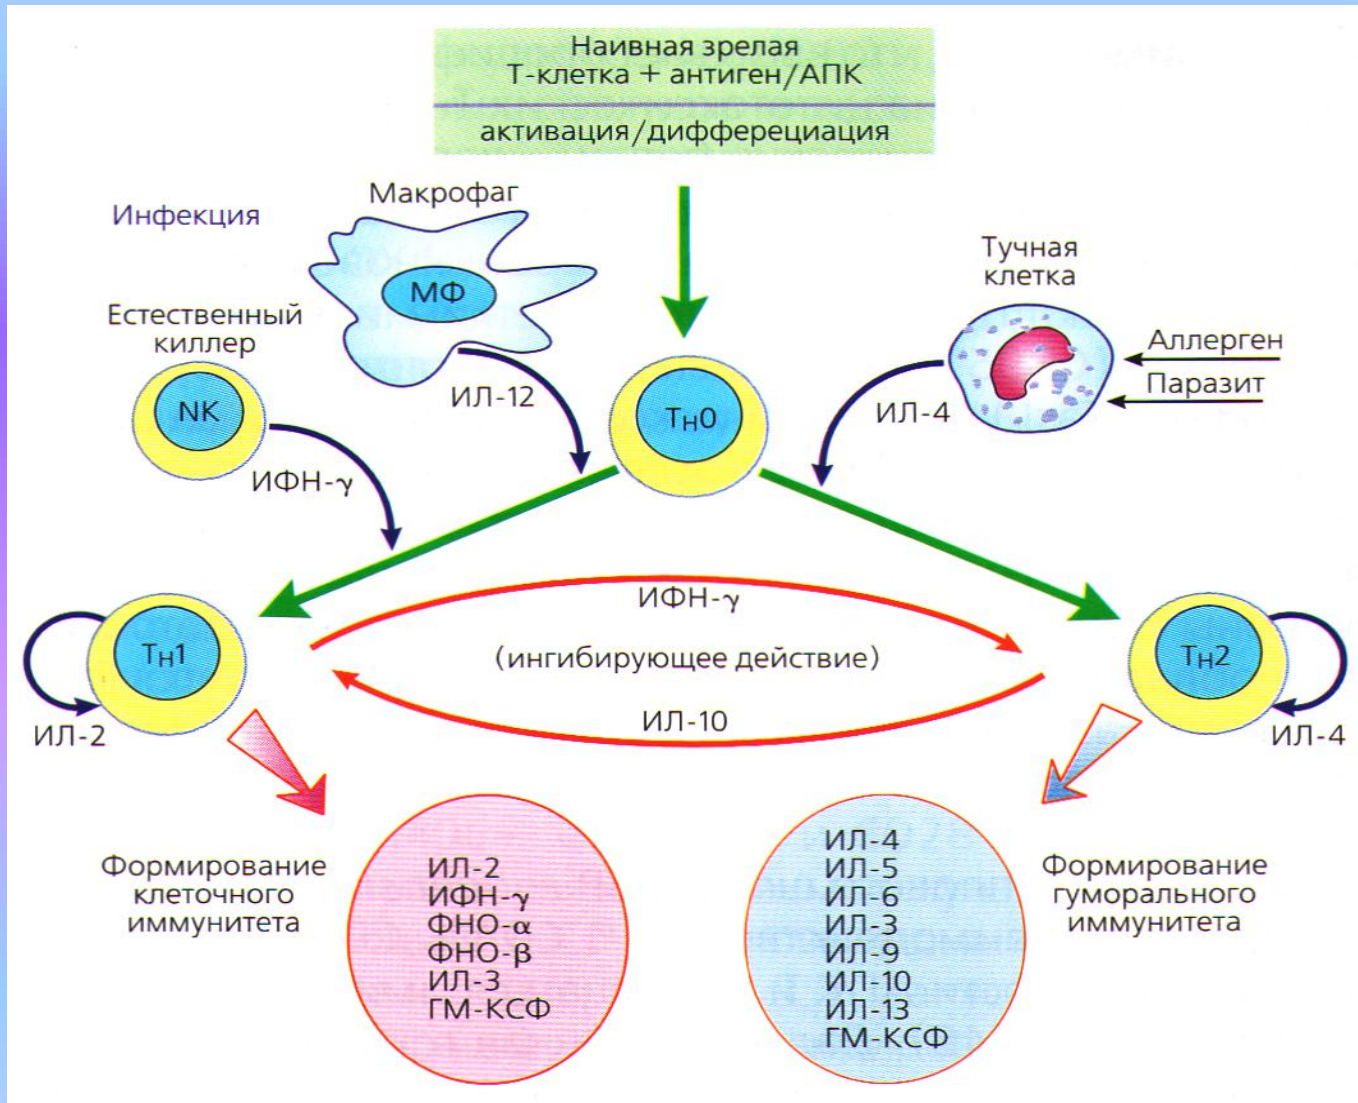 Наивная зрелая
Т-клетка + антиген/АПК
активация/дифферециация
Инфекция
Макрофаг
МФ
Естественный
киллер
NK
ИЛ-12
ИФН-γ
Тн0
Тучная
клетка
Аллерген
Паразит
ИЛ-4
ИФН-γ
(ингибирующее действие)
ИЛ-10
Тн1
ИЛ-2
Тн2
ИЛ-4
Формирование
клеточного
иммунитета
ИЛ-2
ИФН-γ
ФНО-α
ФНО-β
ИЛ-3
ГМ-КСФ
ИЛ-4
ИЛ-5
ИЛ-6
ИЛ-3
ИЛ-9
ИЛ-10
ИЛ-13
ГМ-КСФ
Формирование
гуморального
иммунитета